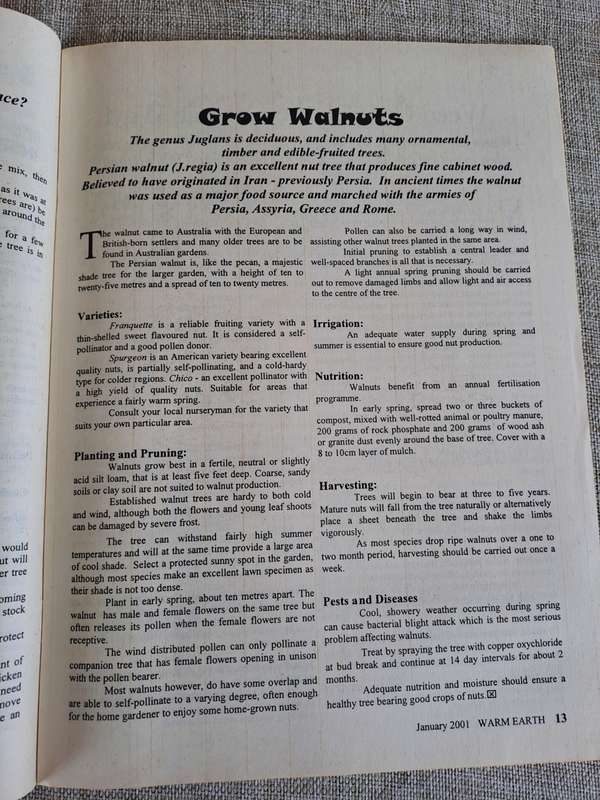 ace?
e mix, then
as it was at
rees are) be
around the
for a few
e tree is in
would
ut will
er tree
oming
stock
rotect
nt of
icken
need
move
e an
Grow Walnuts
The genus Juglans is deciduous, and includes many ornamental,
timber and edible-fruited trees.
Persian walnut (J.regia) is an excellent nut tree that produces fine cabinet wood.
Believed to have originated in Iran - previously Persia. In ancient times the walnut
was used as a major food source and marched with the armies of
Persia, Assyria, Greece and Rome.
The walnut came to Australia with the European and
British-born settlers and many older trees are to be
found in Australian gardens.
The Persian walnut is, like the pecan, a majestic
shade tree for the larger garden, with a height of ten to
twenty-five metres and a spread of ten to twenty metres.
Varieties:
Franquette is a reliable fruiting variety with a
thin-shelled sweet flavoured nut. It is considered a self-
pollinator and a good pollen donor.
Spurgeon is an American variety bearing excellent
quality nuts, is partially self-pollinating, and a cold-hardy
type for colder regions. Chico - an excellent pollinator with
a high yield of quality nuts. Suitable for areas that
experience a fairly warm spring.
Consult your local nurseryman for the variety that
suits your own particular area.
Planting and Pruning:
Walnuts grow best in a fertile, neutral or slightly
acid silt loam, that is at least five feet deep. Coarse, sandy
soils or clay soil are not suited to walnut production.
Established walnut trees are hardy to both cold
and wind, although both the flowers and young leaf shoots
can be damaged by severe frost.
The tree can withstand fairly high summer
temperatures and will at the same time provide a large area
of cool shade. Select a protected sunny spot in the garden,
although most species make an excellent lawn specimen as
their shade is not too dense.
Plant in early spring, about ten metres apart. The
walnut has male and female flowers on the same tree but
often releases its pollen when the female flowers are not
receptive.
The wind distributed pollen can only pollinate a
companion tree that has female flowers opening in unison
with the pollen bearer.
Most walnuts however, do have some overlap and
are able to self-pollinate to a varying degree, often enough
for the home gardener to enjoy some home-grown nuts.
Pollen can also be carried a long way in wind,
assisting other walnut trees planted in the same area.
Initial pruning to establish a central leader and
well-spaced branches is all that is necessary.
A light annual spring pruning should be carried
out to remove damaged limbs and allow light and air access
to the centre of the tree.
Irrigation:
An adequate water supply during spring and
summer is essential to ensure good nut production.
Nutrition:
Walnuts benefit from an annual fertilisation
programme.
In early spring, spread two or three buckets of
compost, mixed with well-rotted animal or poultry manure,
200 grams of rock phosphate and 200 grams of wood ash
or granite dust evenly around the base of tree. Cover with a
8 to 10cm layer of mulch.
Harvesting:
Trees will begin to bear at three to five years.
Mature nuts will fall from the tree naturally or alternatively
place a sheet beneath the tree and shake the limbs
vigorously.
As most species drop ripe walnuts over a one to
two month period, harvesting should be carried out once a
week.
Pests and Diseases
Cool, showery weather occurring during spring
can cause bacterial blight attack which is the most serious
problem affecting walnuts.
Treat by spraying the tree with copper oxychloride
at bud break and continue at 14 day intervals for about 2
months.
Adequate nutrition and moisture should ensure a
healthy tree bearing good crops of nuts.☒
January 2001 WARM EARTH 13